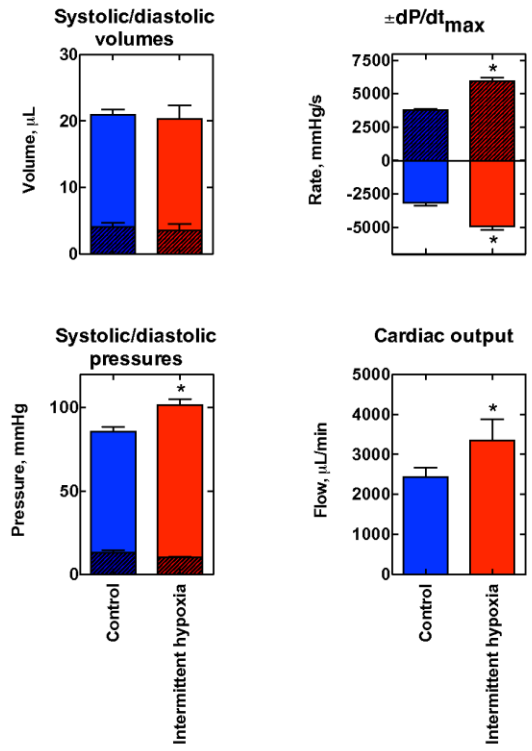 Systolic/diastolic
volumes
30
20
10
0
Volume, µL
±dP/dtmax
7500
5000
2500
0
-2500
-5000
Rate, mmHg/s
*
*
Systolic/diastolic
pressures
100
50
0
Pressure, mmHg
*
Control
Intermittent hypoxia
Cardiac output
5000
4000
3000
2000
1000
0
Flow, µL/min
*
Control
Intermittent hypoxia